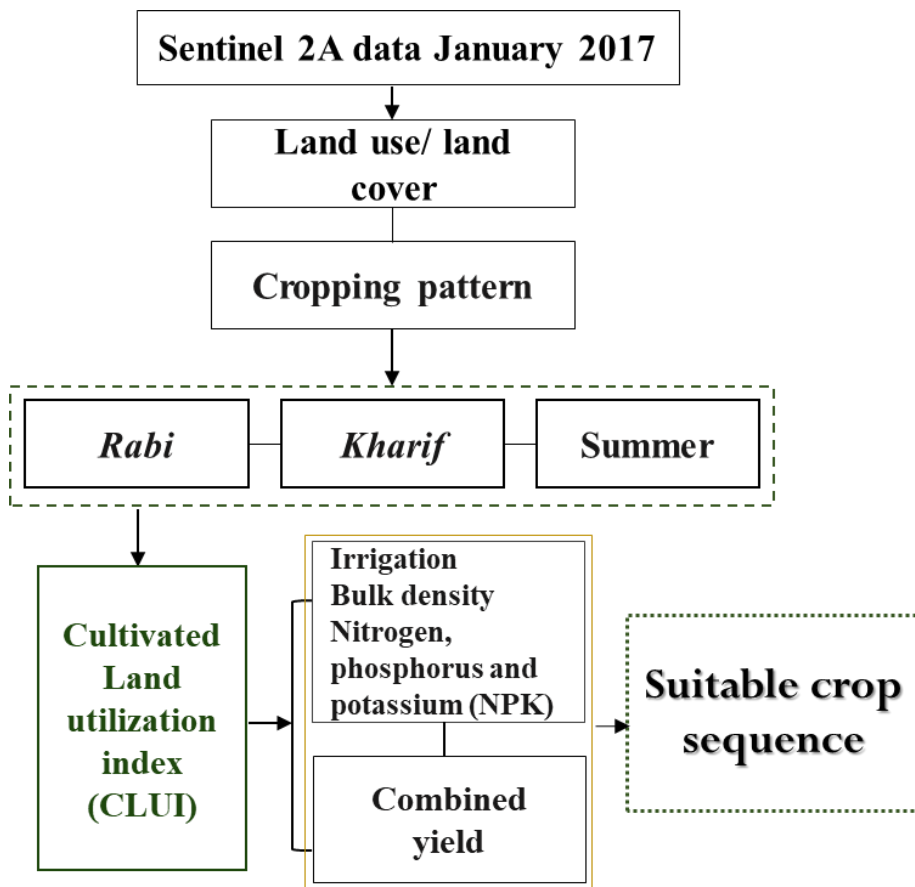 Sentinel 2A data January 2017
Land use/ land
cover
Cropping pattern
Rabi
Kharif
Summer
Cultivated
Land
utilization
index
(CLUI)
Irrigation
Bulk density
Nitrogen,
phosphorus and
potassium (NPK)
Combined
yield
Suitable crop
sequence